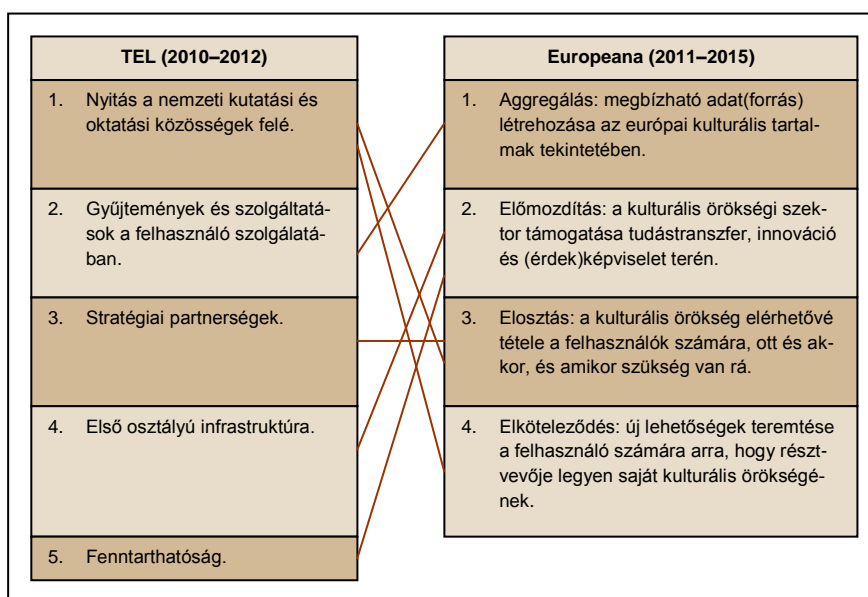 TEL (2010–2012)
1. Nyitás a nemzeti kutatási és
oktatási közösségek felé.
2. Gyűjtemények és szolgáltatá-
sok a felhasználó szolgálatá-
ban.
3. Stratégiai partnerségek.
4. Első osztályú infrastruktúra.
5. Fenntarthatóság.
Europeana (2011–2015)
1. Aggregálás: megbízható adat(forrás)
létrehozása az európai kulturális tartal-
mak tekintetében.
2. Előmozdítás: a kulturális örökségi szek-
tor támogatása tudástranszfer, innováció
és (érdek)képviselet terén.
3. Elosztás: a kulturális örökség elérhetővé
tétele a felhasználók számára, ott és ak-
kor, és amikor szükség van rá.
4. Elköteleződés: új lehetőségek teremtése
a felhasználó számára arra, hogy részt-
vevője legyen saját kulturális örökségé-
nek.